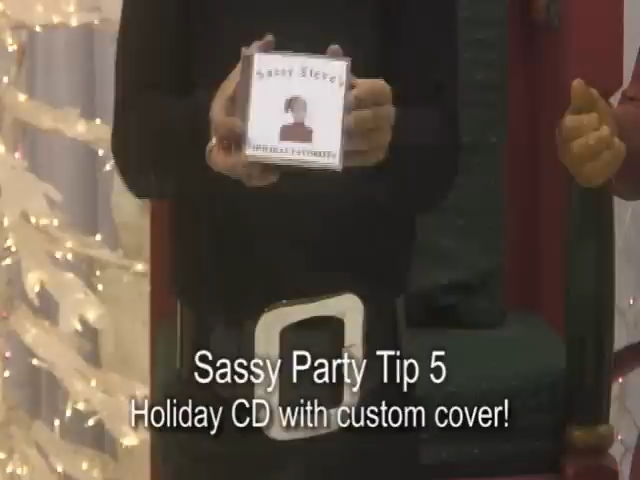 Sassy Steve's
HOLIDAY FAVORITES
Sassy Party Tip 5
Holiday CD with custom cover!